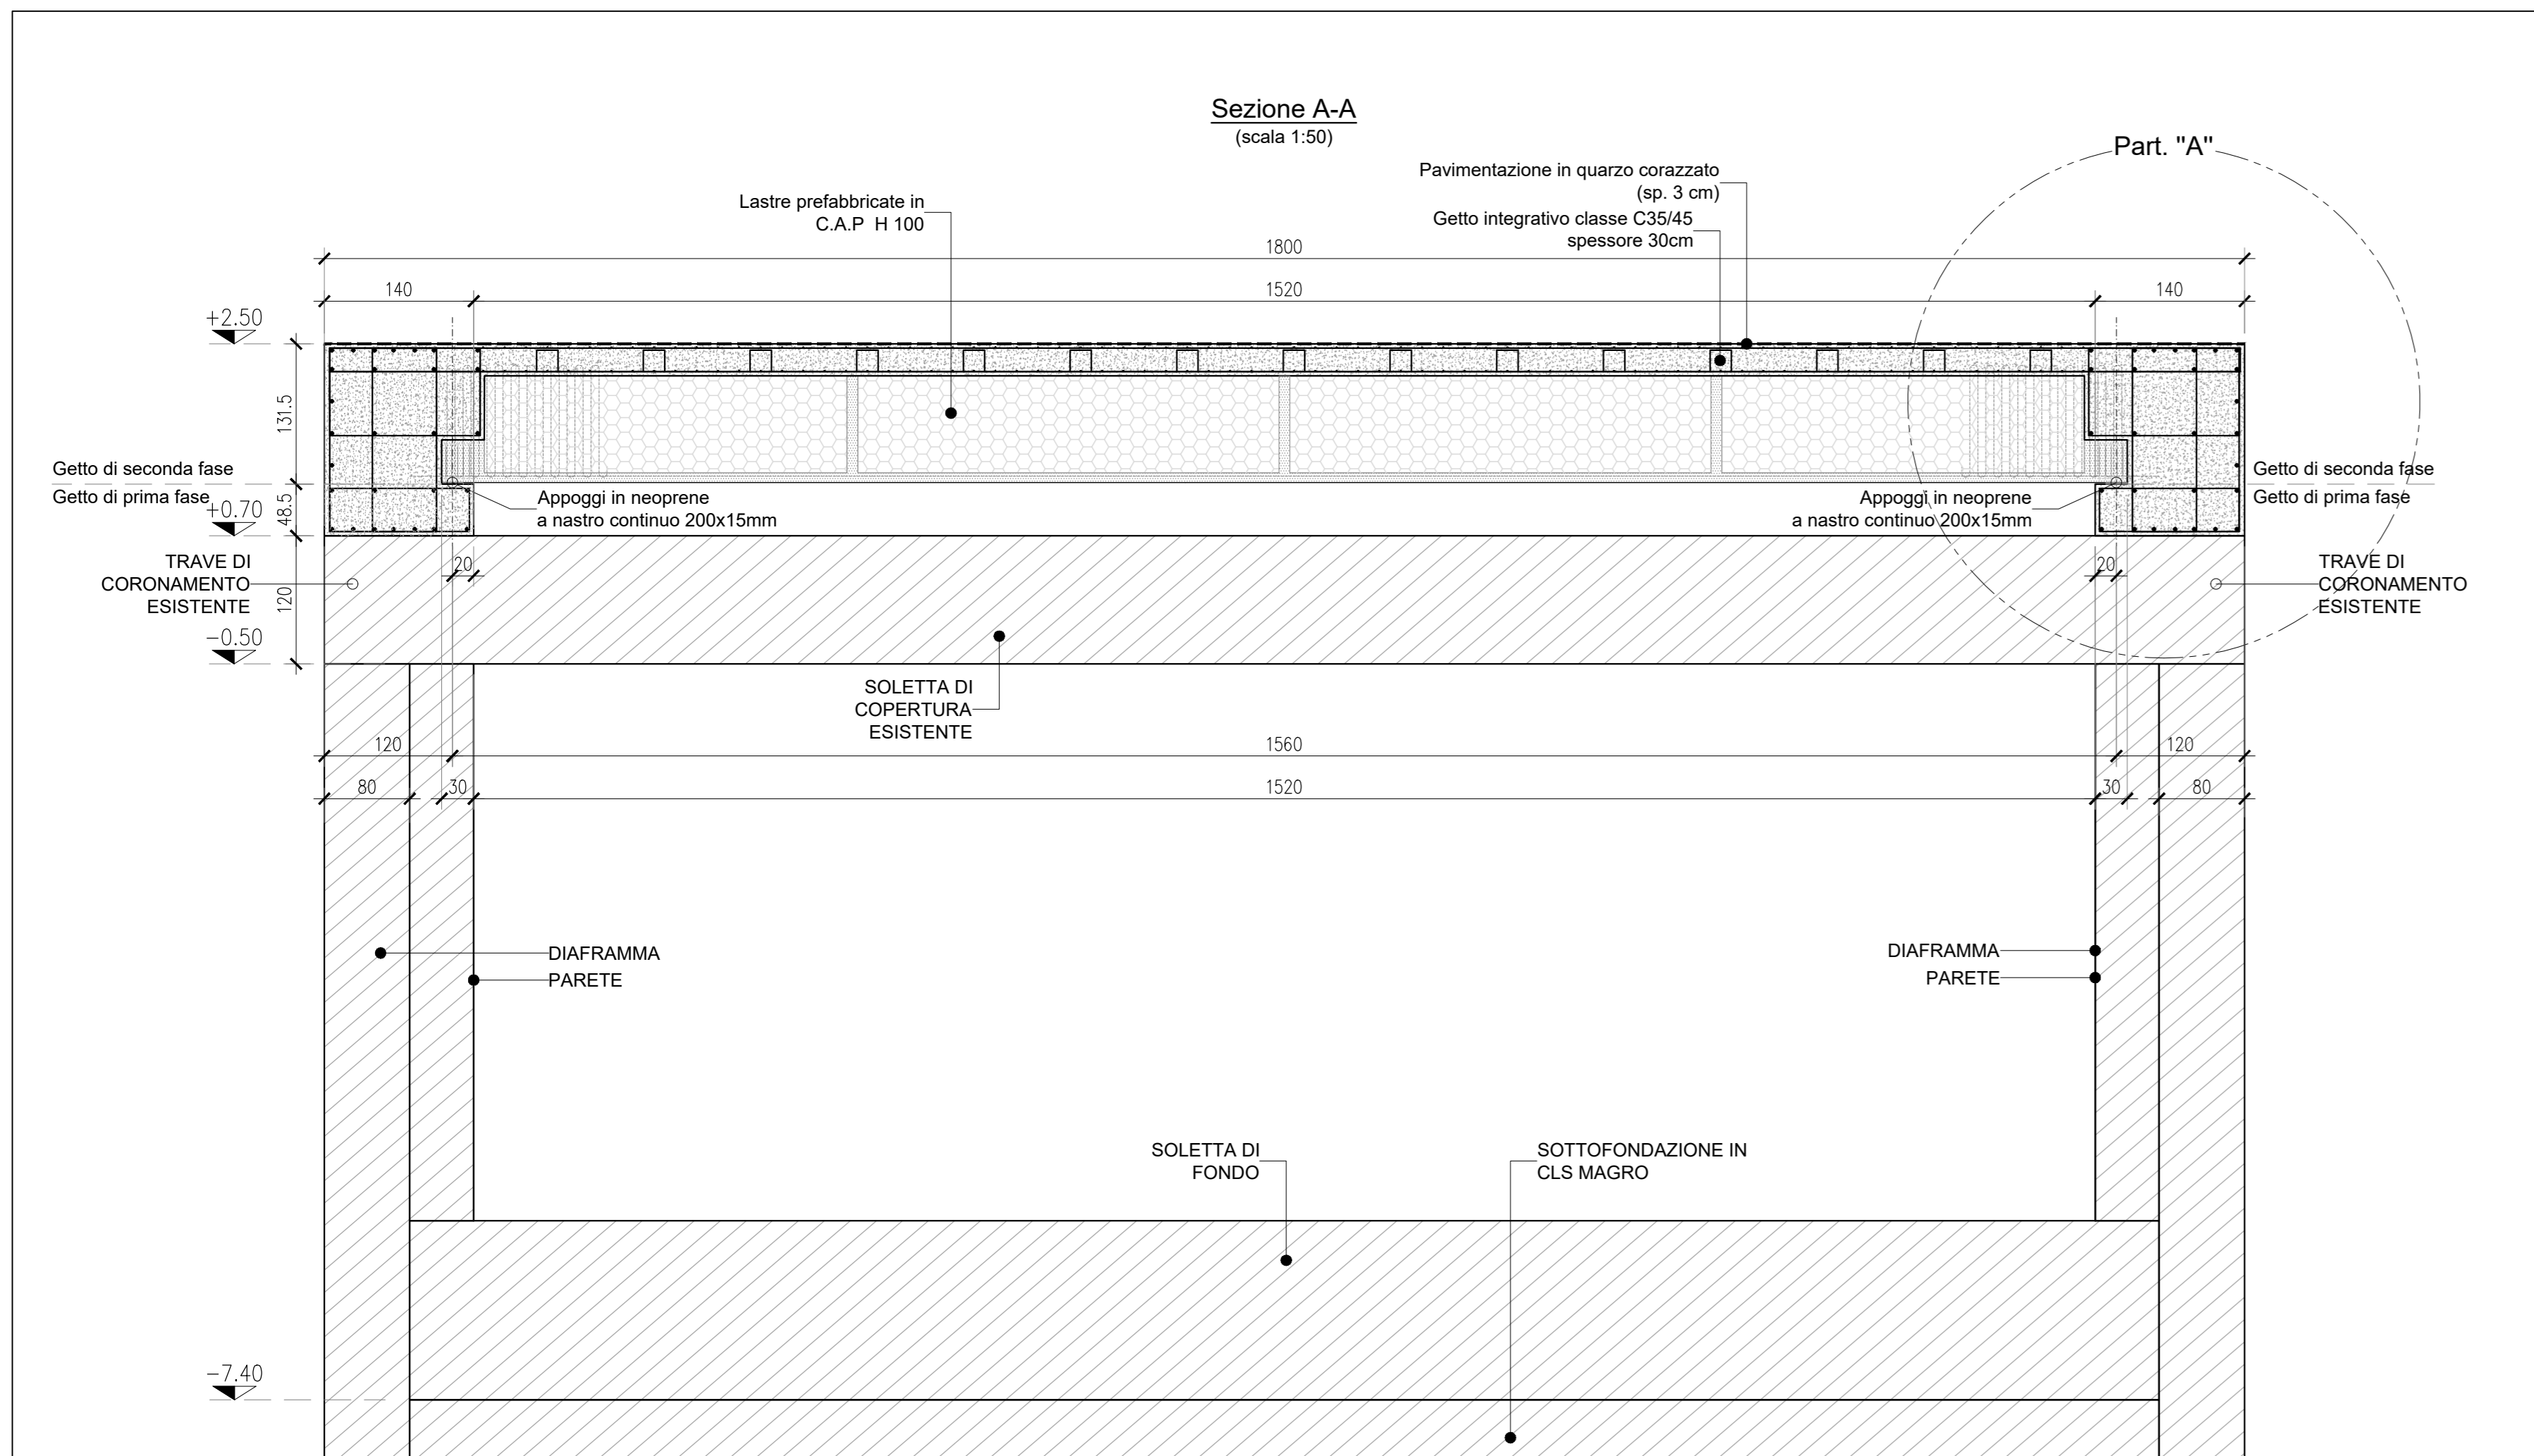 Sezione A-A
(scala 1:50)
Part. "A"
Pavimentazione in quarzo corazzato
(sp. 3 cm)
Lastre prefabbricate in
C.A.P  H 100
Getto integrativo classe C35/45
spessore 30cm
1800
140
1520
140
+2.50
131.5
Getto di seconda fase
Getto di prima fase
+0.70
48.5
Appoggi in neoprene
a nastro continuo 200x15mm
Appoggi in neoprene
a nastro continuo 200x15mm
Getto di seconda fase
Getto di prima fase
TRAVE DI
CORONAMENTO
ESISTENTE
120
20
20
TRAVE DI
CORONAMENTO
ESISTENTE
-0.50
SOLETTA DI
COPERTURA
ESISTENTE
120
1560
120
80
30
1520
30
80
DIAFRAMMA
PARETE
DIAFRAMMA
PARETE
SOLETTA DI
FONDO
SOTTOFONDAZIONE IN
CLS MAGRO
-7.40